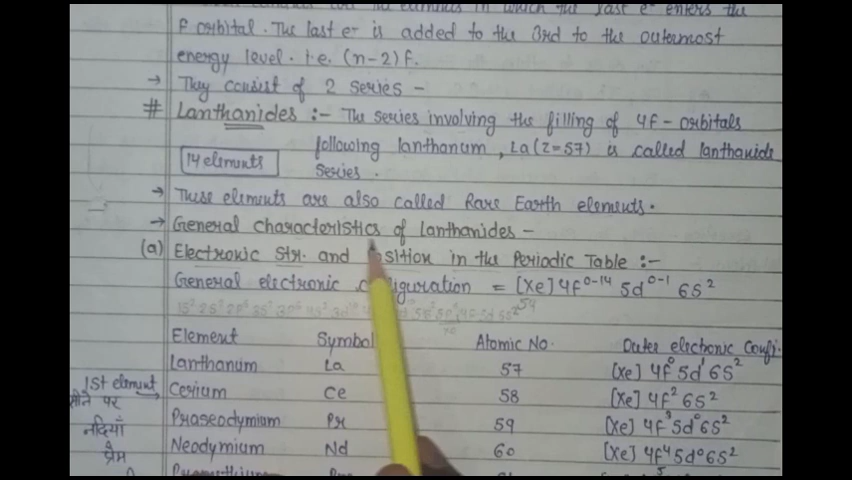 f orbital. The last e- is added to the 3rd to the outermost
energy level. i.e. (n-2)f.
→ They consist of 2 series -
# Lanthanides :- The series involving the filling of 4f-orbitals
following lanthanum, La(Z=57) is called lanthanide
14 elements series.
→ These elements are also called Rare Earth elements.
→ General characteristics of Lanthanides -
(a) Electronic Str. and Position in the Periodic Table :-
General electronic configuration = [Xe] 4f⁰⁻¹⁴ 5d⁰⁻¹ 6s²
Element Symbol Atomic No. Outer electronic Confi.
Lanthanum La 57 [Xe] 4f⁰ 5d¹ 6s²
1st element → Cerium Ce 58 [Xe] 4f² 6s²
सीने पर Praseodymium Pr 59 [Xe] 4f³ 5d⁰ 6s²
नदियाँ Neodymium Nd 60 [Xe] 4f⁴ 5d⁰ 6s²
प्रेम